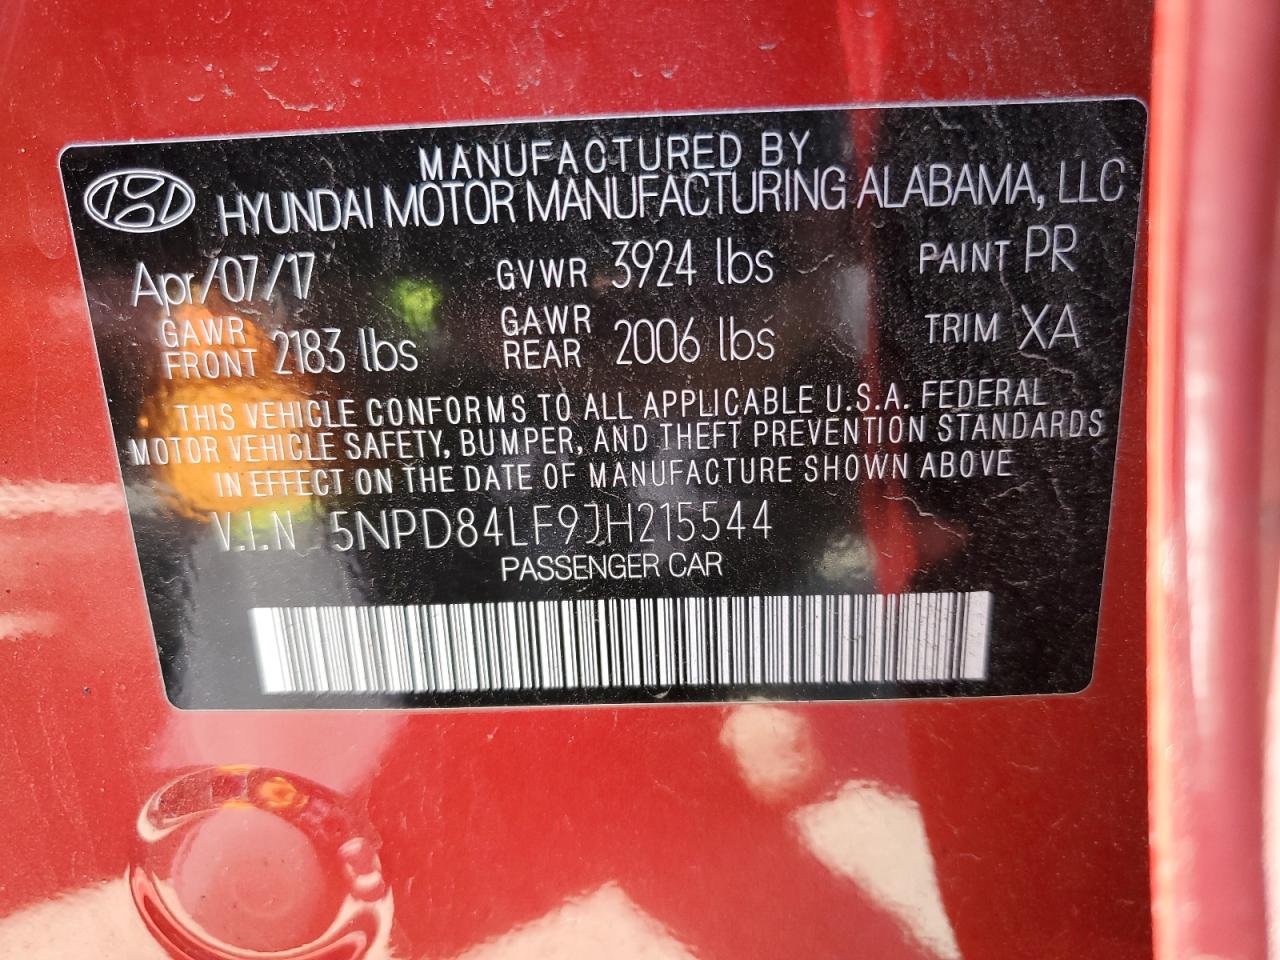 MANUFACTURED BY
HYUNDAI MOTOR MANUFACTURING ALABAMA, LLC
Apr/07/17 GVWR 3924 lbs PAINT PR
GAWR FRONT 2183 lbs GAWR REAR 2006 lbs TRIM XA
THIS VEHICLE CONFORMS TO ALL APPLICABLE U.S.A. FEDERAL
MOTOR VEHICLE SAFETY, BUMPER, AND THEFT PREVENTION STANDARDS
IN EFFECT ON THE DATE OF MANUFACTURE SHOWN ABOVE
V.I.N 5NPD84LF9JH215544
PASSENGER CAR